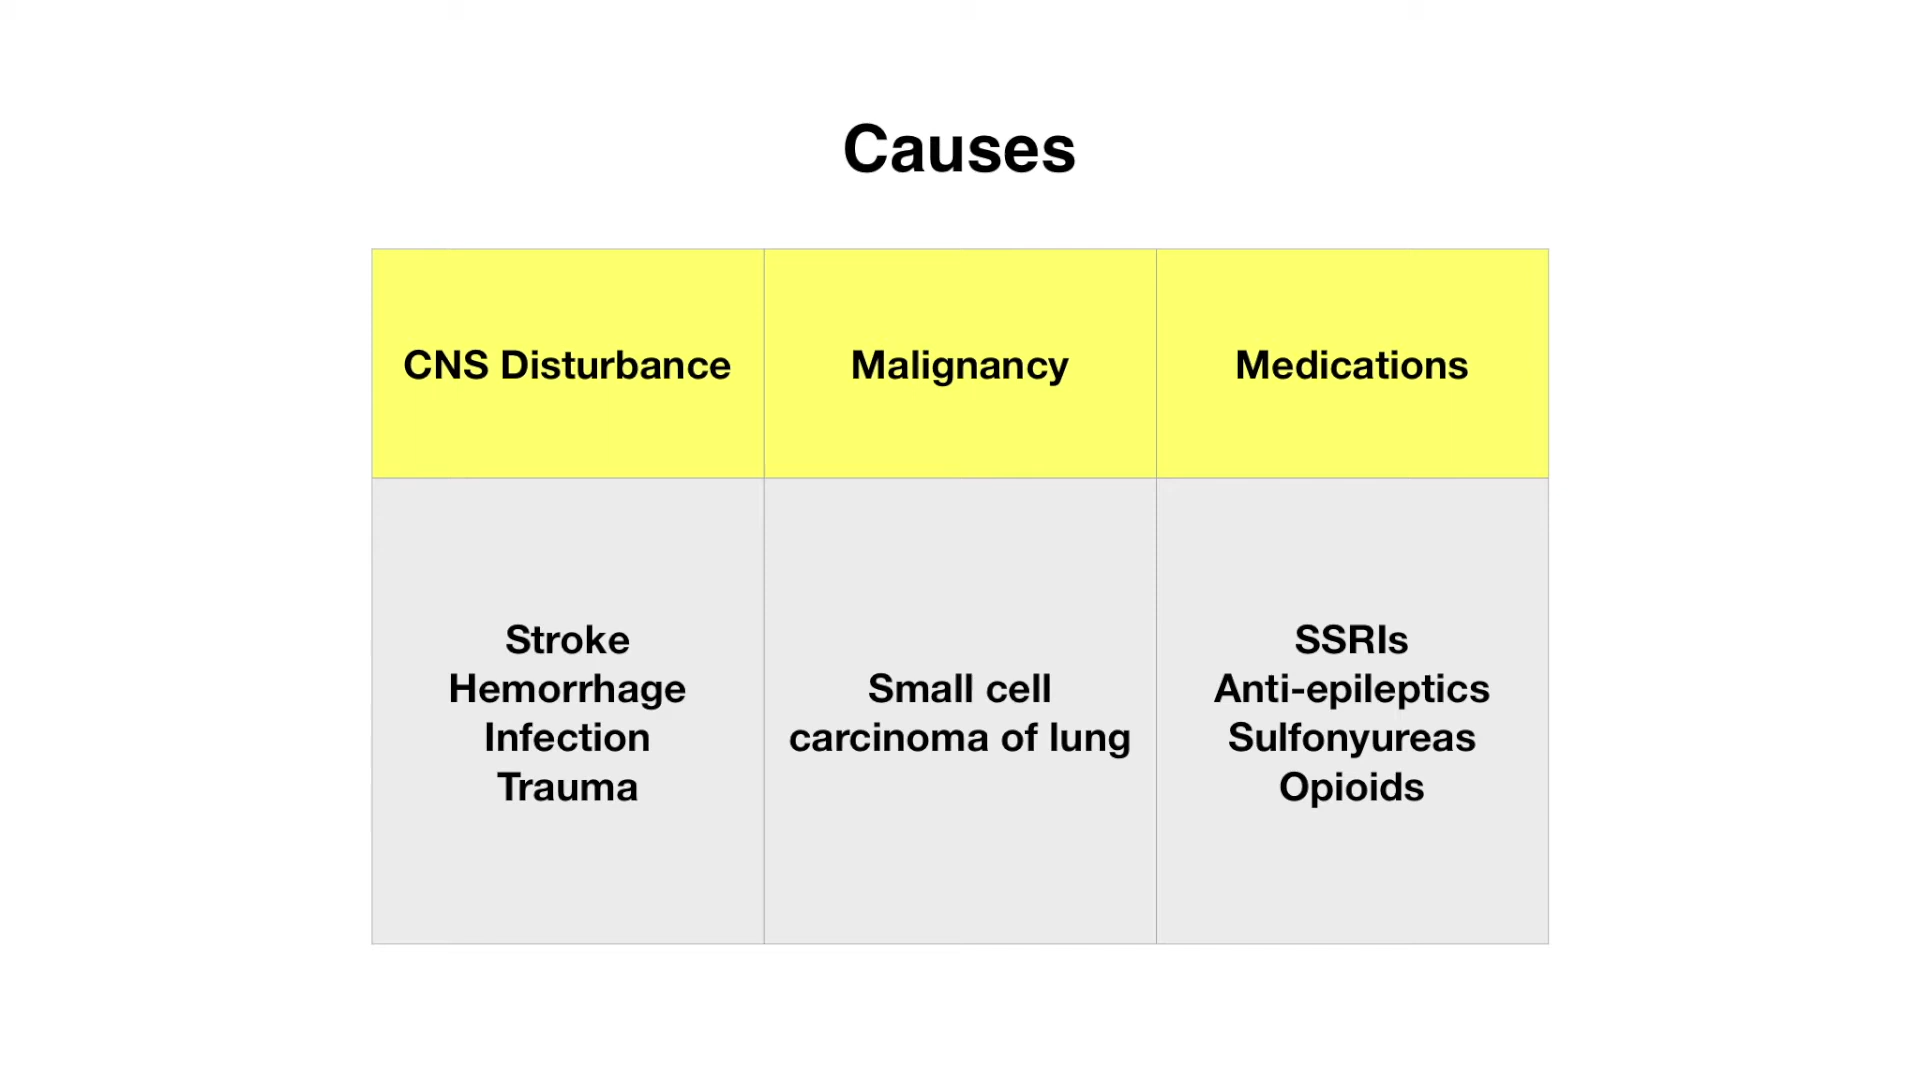 Causes
CNS Disturbance
Malignancy
Medications
Stroke
Hemorrhage
Infection
Trauma
Small cell
carcinoma of lung
SSRIs
Anti-epileptics
Sulfonyureas
Opioids